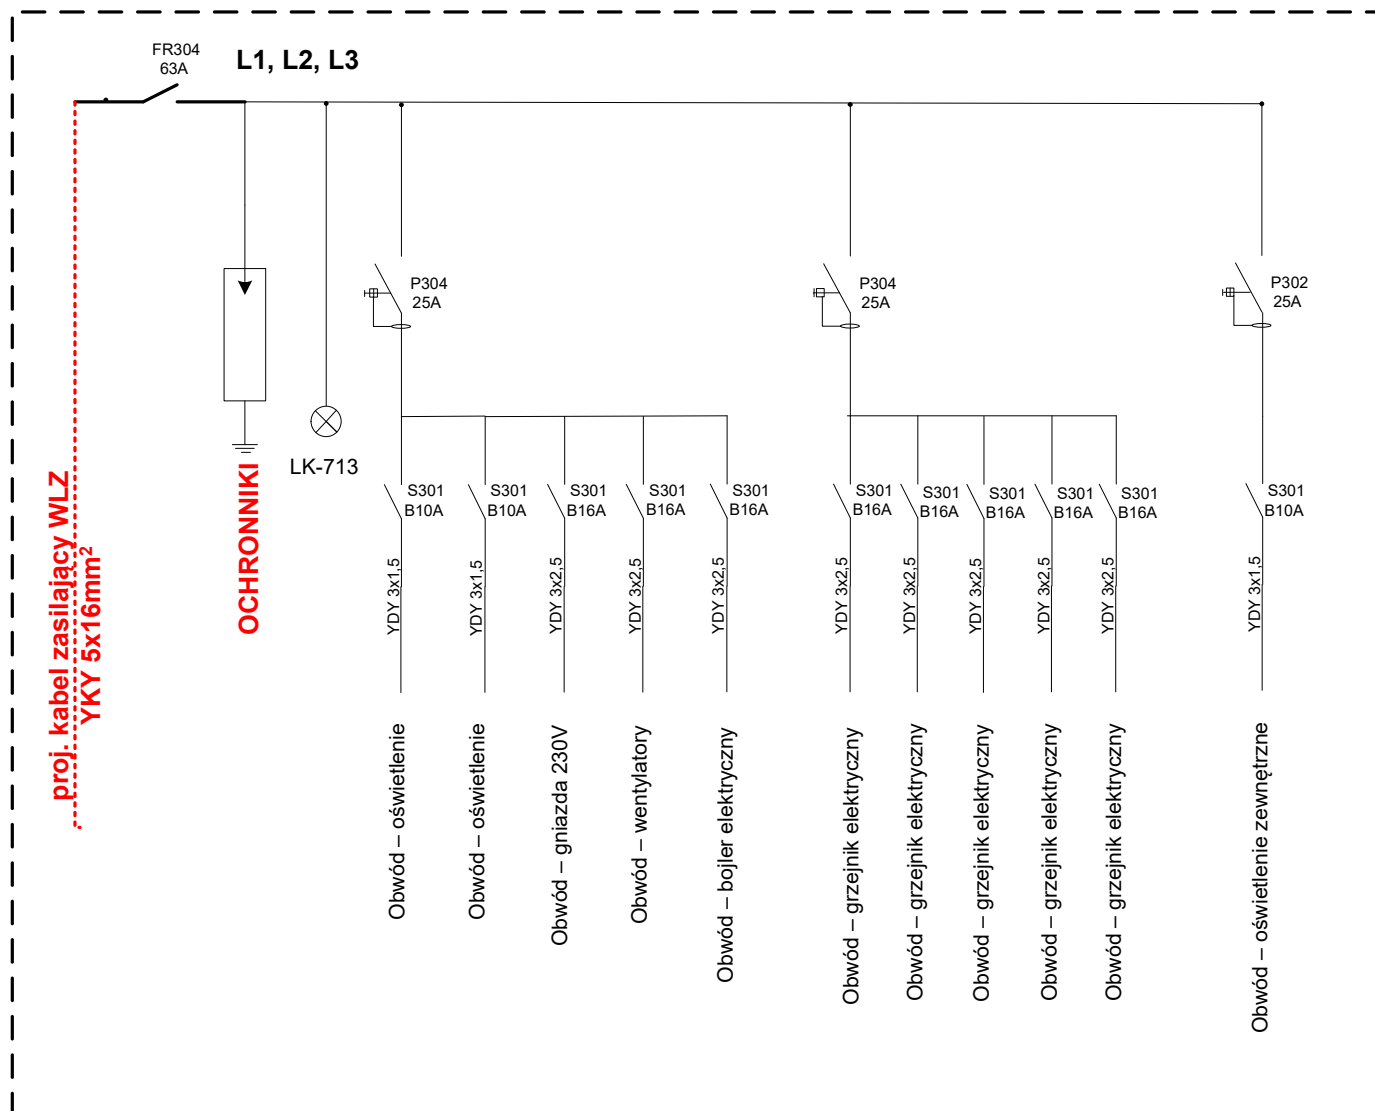 FR304
63A
L1, L2, L3
P304
25A
P304
25A
P302
25A
LK-713
proj. kabel zasilający WLZ
YKY 5x16mm²
OCHRONNIKI
S301
B10A
S301
B10A
S301
B16A
S301
B16A
S301
B16A
S301
B16A
S301
B16A
S301
B16A
S301
B16A
S301
B16A
S301
B10A
YDY 3x1,5
YDY 3x1,5
YDY 3x2,5
YDY 3x2,5
YDY 3x2,5
YDY 3x2,5
YDY 3x2,5
YDY 3x2,5
YDY 3x2,5
YDY 3x2,5
YDY 3x1,5
Obwód – oświetlenie
Obwód – oświetlenie
Obwód – gniazda 230V
Obwód – wentylatory
Obwód – bojler elektryczny
Obwód – grzejnik elektryczny
Obwód – grzejnik elektryczny
Obwód – grzejnik elektryczny
Obwód – grzejnik elektryczny
Obwód – grzejnik elektryczny
Obwód – oświetlenie zewnętrzne